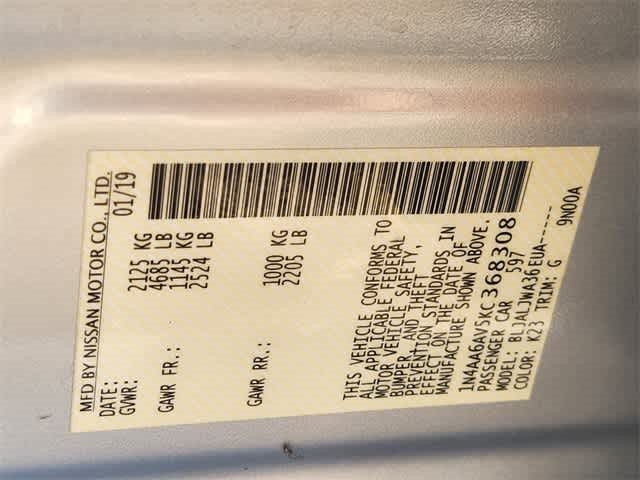 MFD BY NISSAN MOTOR CO., LTD.
DATE: 01/19
GVWR: 2125 KG
4685 LB
GAWR FR.: 1145 KG
2524 LB
GAWR RR.: 1000 KG
2205 LB
THIS VEHICLE CONFORMS TO
ALL APPLICABLE FEDERAL
MOTOR VEHICLE SAFETY,
BUMPER, AND THEFT
PREVENTION STANDARDS IN
EFFECT ON THE DATE OF
MANUFACTURE SHOWN ABOVE.
1N4AA6AV5KC368308
PASSENGER CAR 597
MODEL: BLJALJWA36EUA-----
COLOR: K23 TRIM: G 9N00A